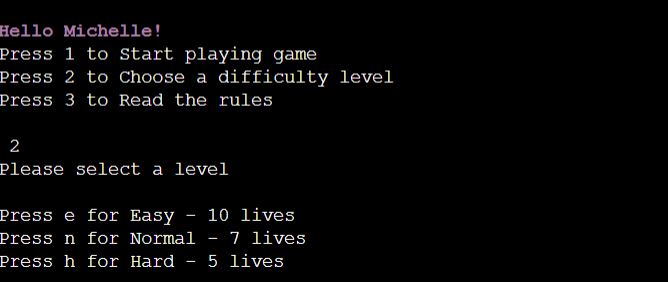 Hello Michelle!
Press 1 to Start playing game
Press 2 to Choose a difficulty level
Press 3 to Read the rules
2
Please select a level
Press e for Easy - 10 lives
Press n for Normal - 7 lives
Press h for Hard - 5 lives